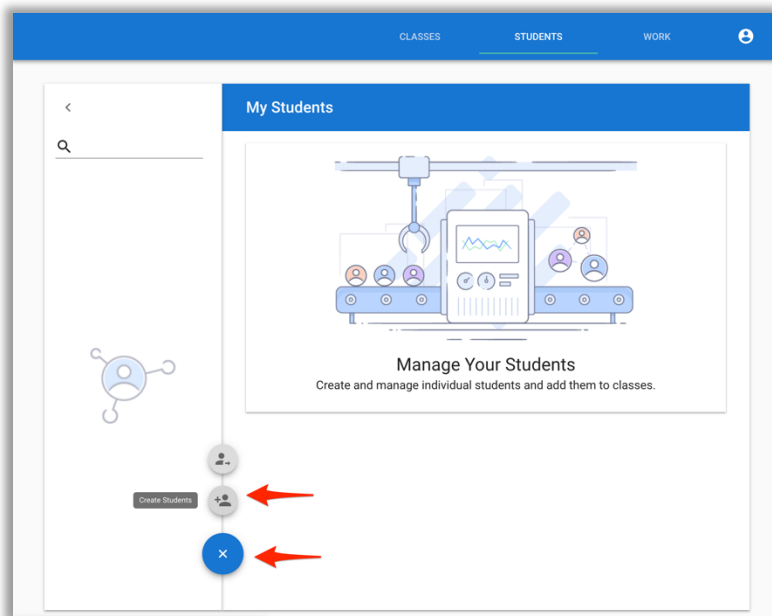 CLASSES STUDENTS WORK
My Students
Manage Your Students
Create and manage individual students and add them to classes.
Create Students